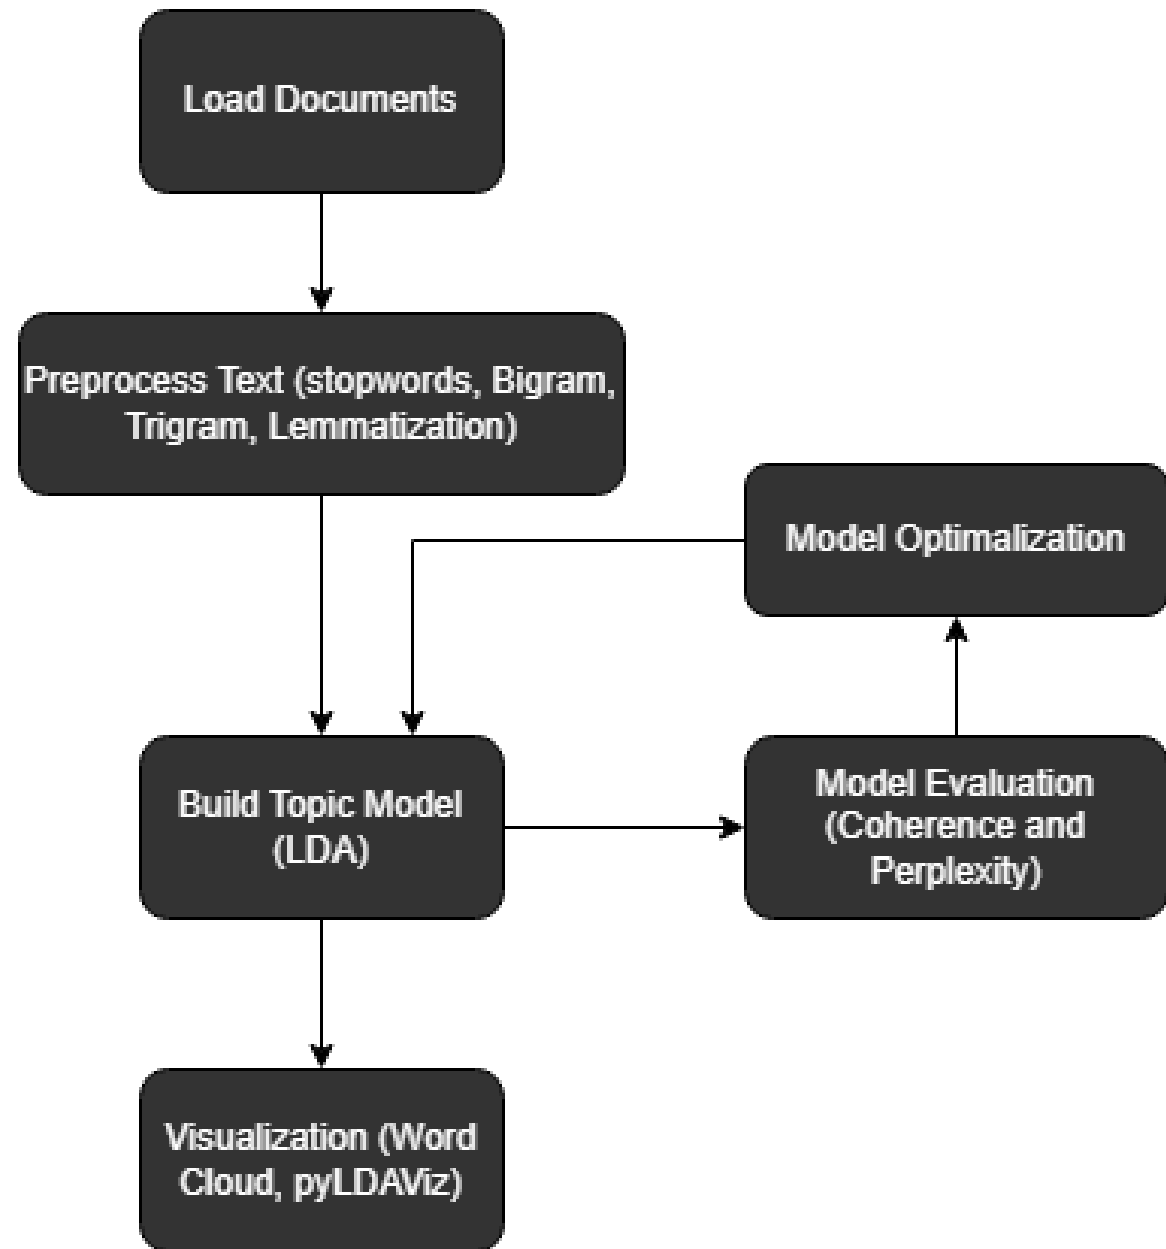 Load Documents
Preprocess Text (stopwords, Bigram,
Trigram, Lemmatization)
Model Optimalization
Build Topic Model
(LDA)
Model Evaluation
(Coherence and
Perplexity)
Visualization (Word
Cloud, pyLDAViz)